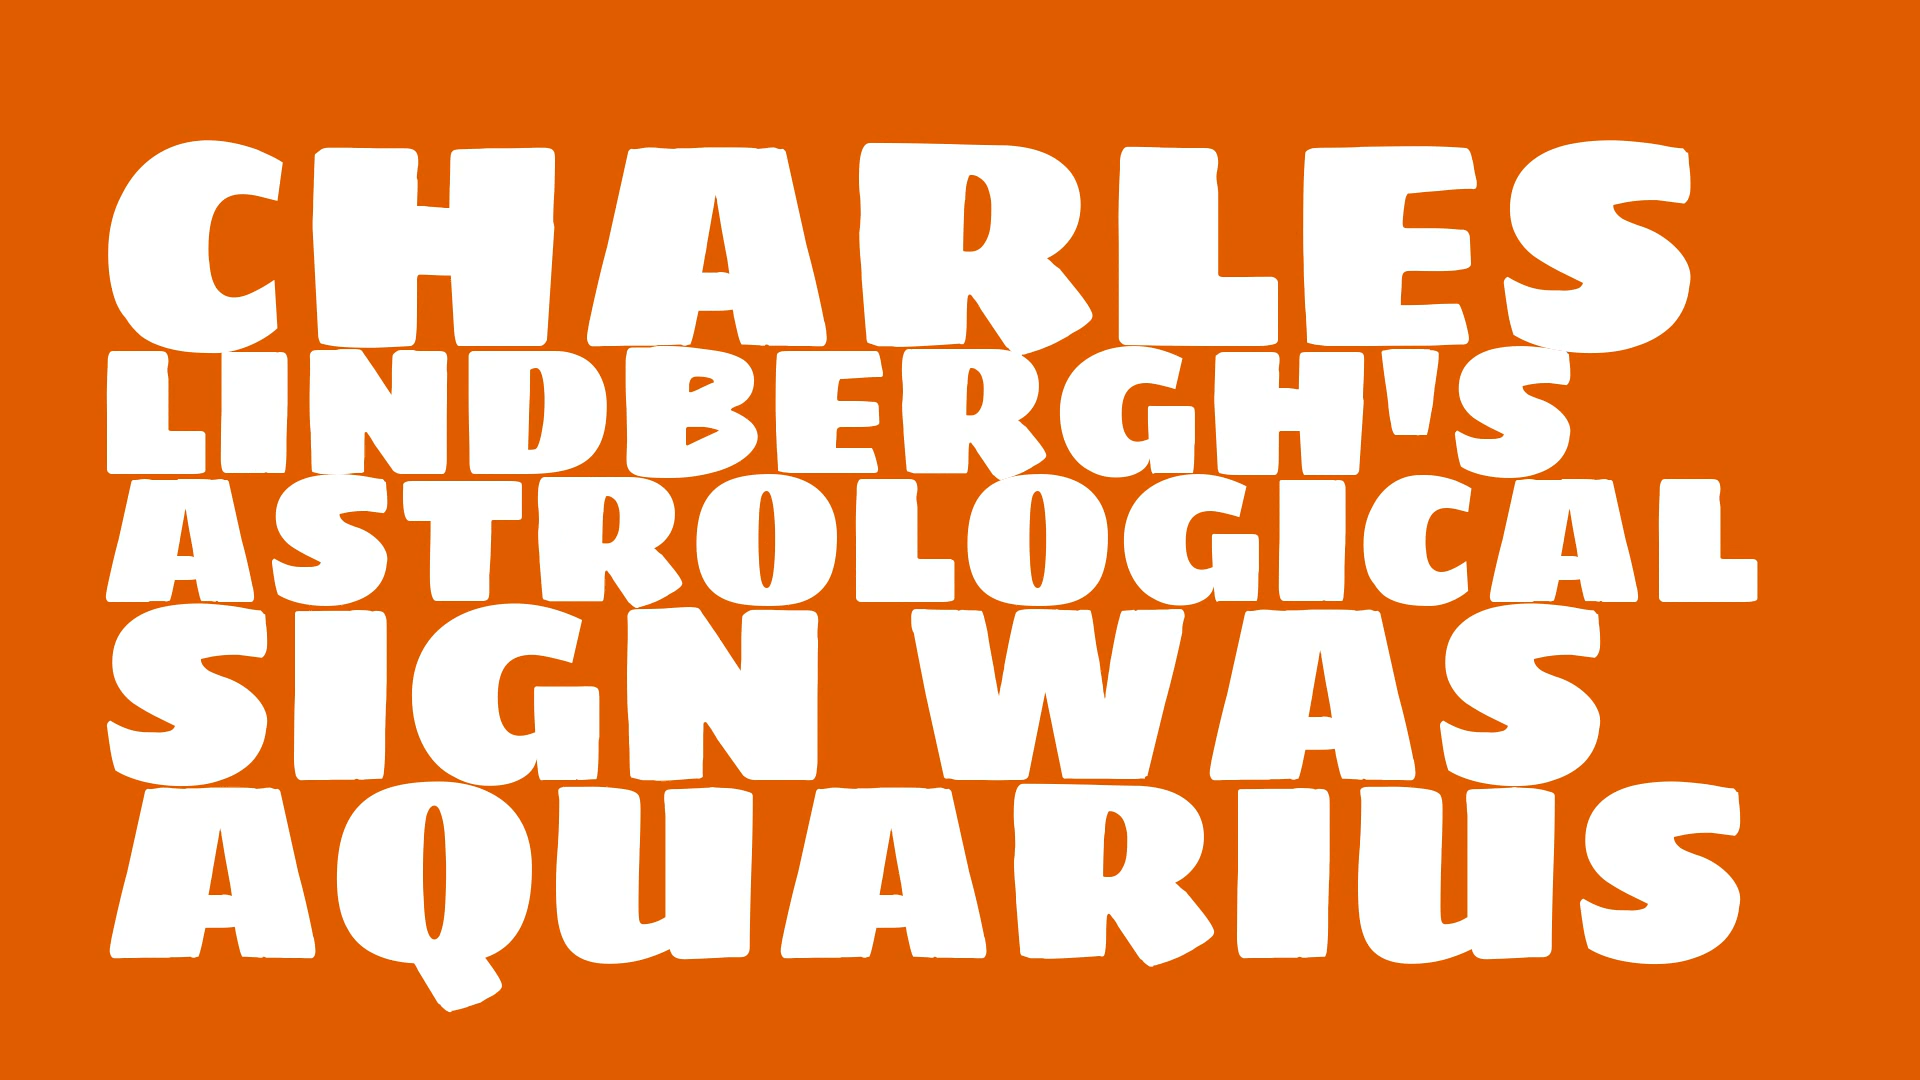 CHARLES
LINDBERGH'S
ASTROLOGICAL
SIGN WAS
AQUARIUS